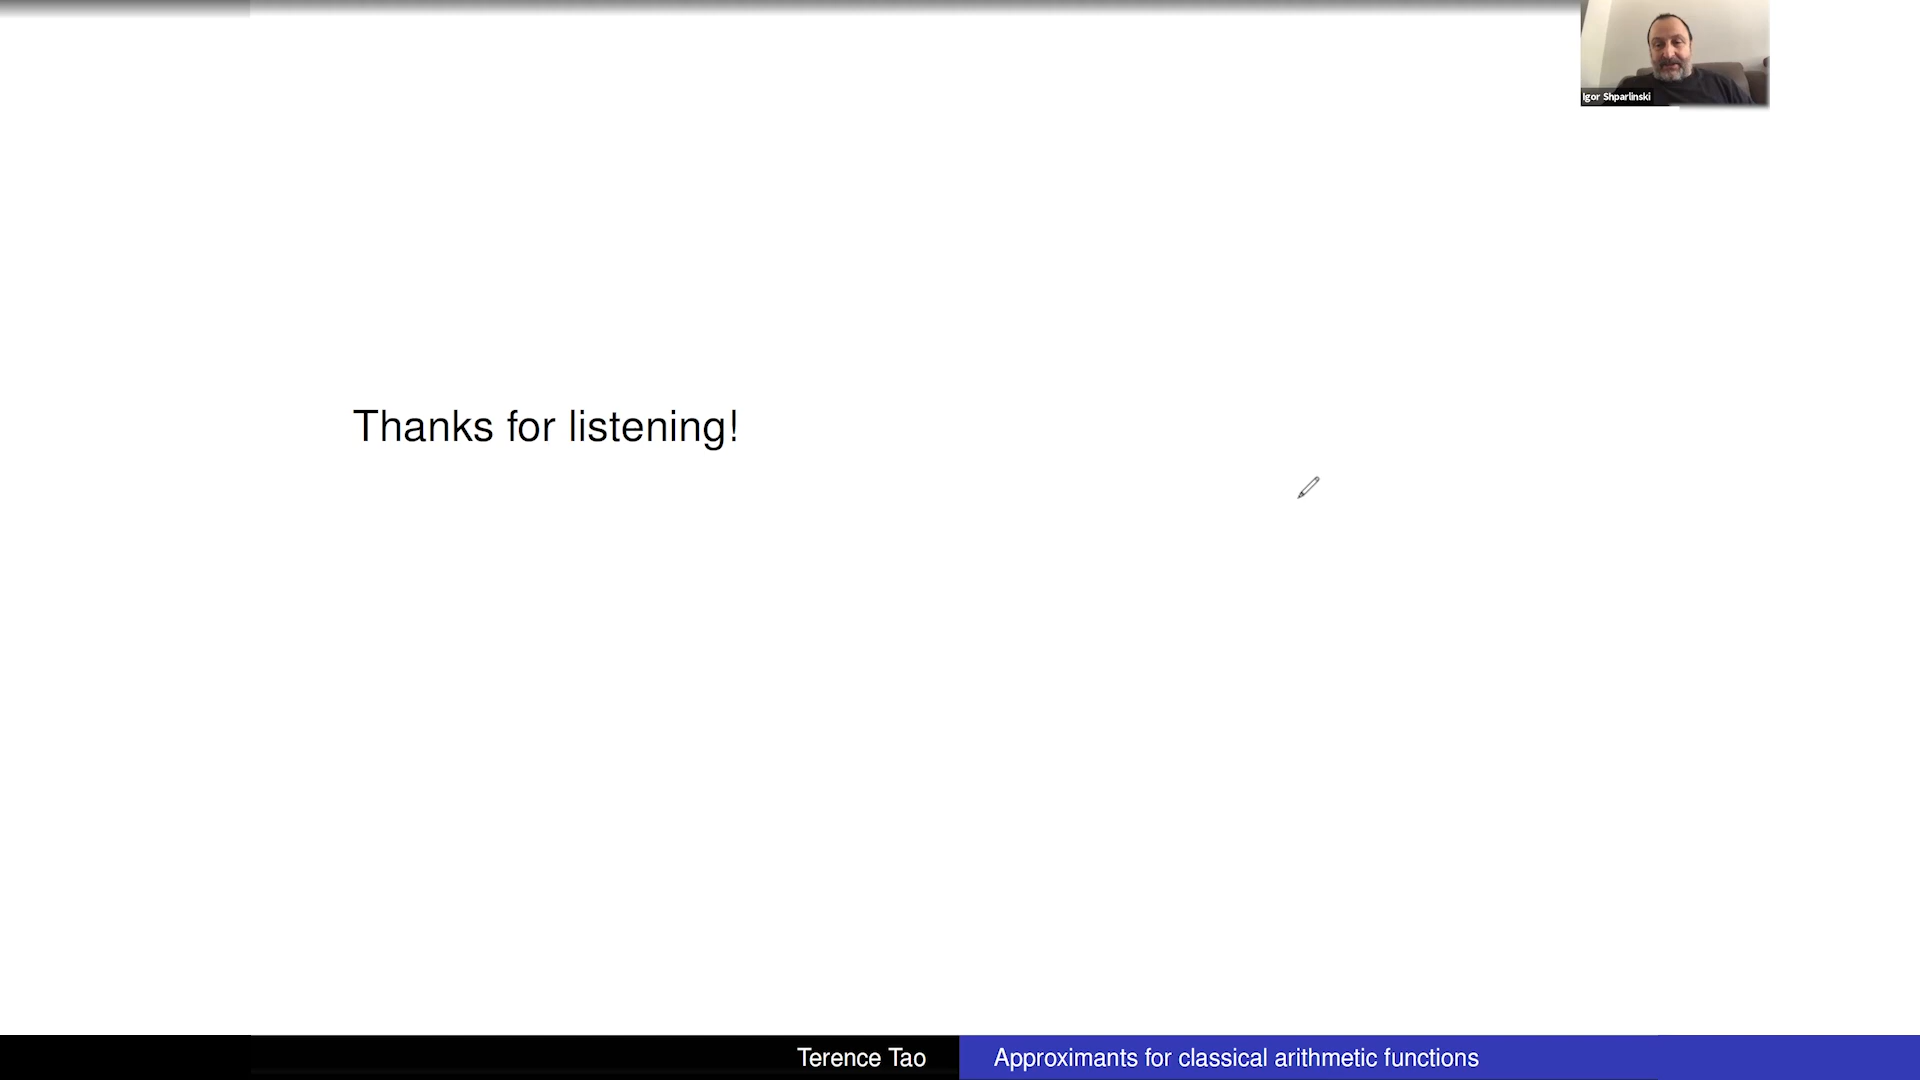 Igor Shparlinski
Thanks for listening!
Terence Tao
Approximants for classical arithmetic functions